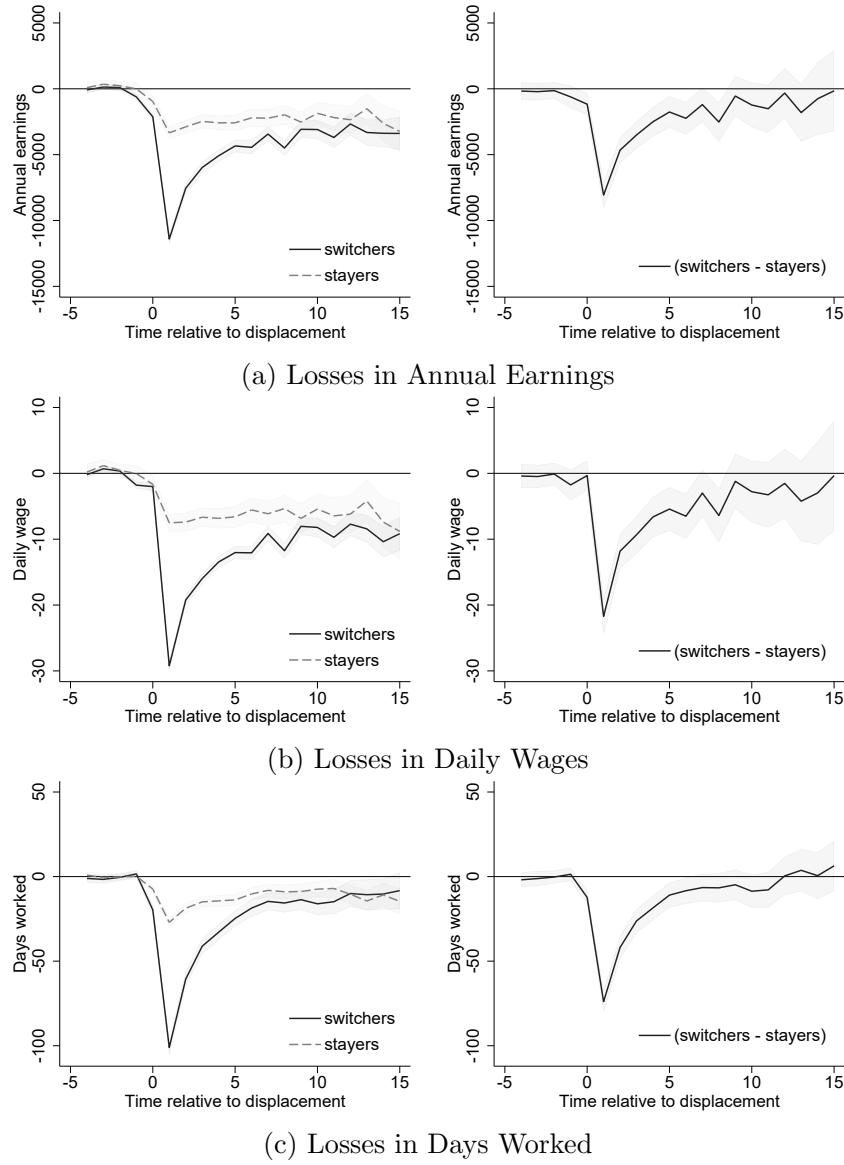 5000
0
-5000
-10000
-15000
Annual earnings
switchers
stayers
-5 0 5 10 15
Time relative to displacement
5000
0
-5000
-10000
-15000
Annual earnings
(switchers - stayers)
-5 0 5 10 15
Time relative to displacement
(a) Losses in Annual Earnings
10
0
-10
-20
-30
Daily wage
switchers
stayers
-5 0 5 10 15
Time relative to displacement
10
0
-10
-20
-30
Daily wage
(switchers - stayers)
-5 0 5 10 15
Time relative to displacement
(b) Losses in Daily Wages
50
0
-50
-100
Days worked
switchers
stayers
-5 0 5 10 15
Time relative to displacement
50
0
-50
-100
Days worked
(switchers - stayers)
-5 0 5 10 15
Time relative to displacement
(c) Losses in Days Worked